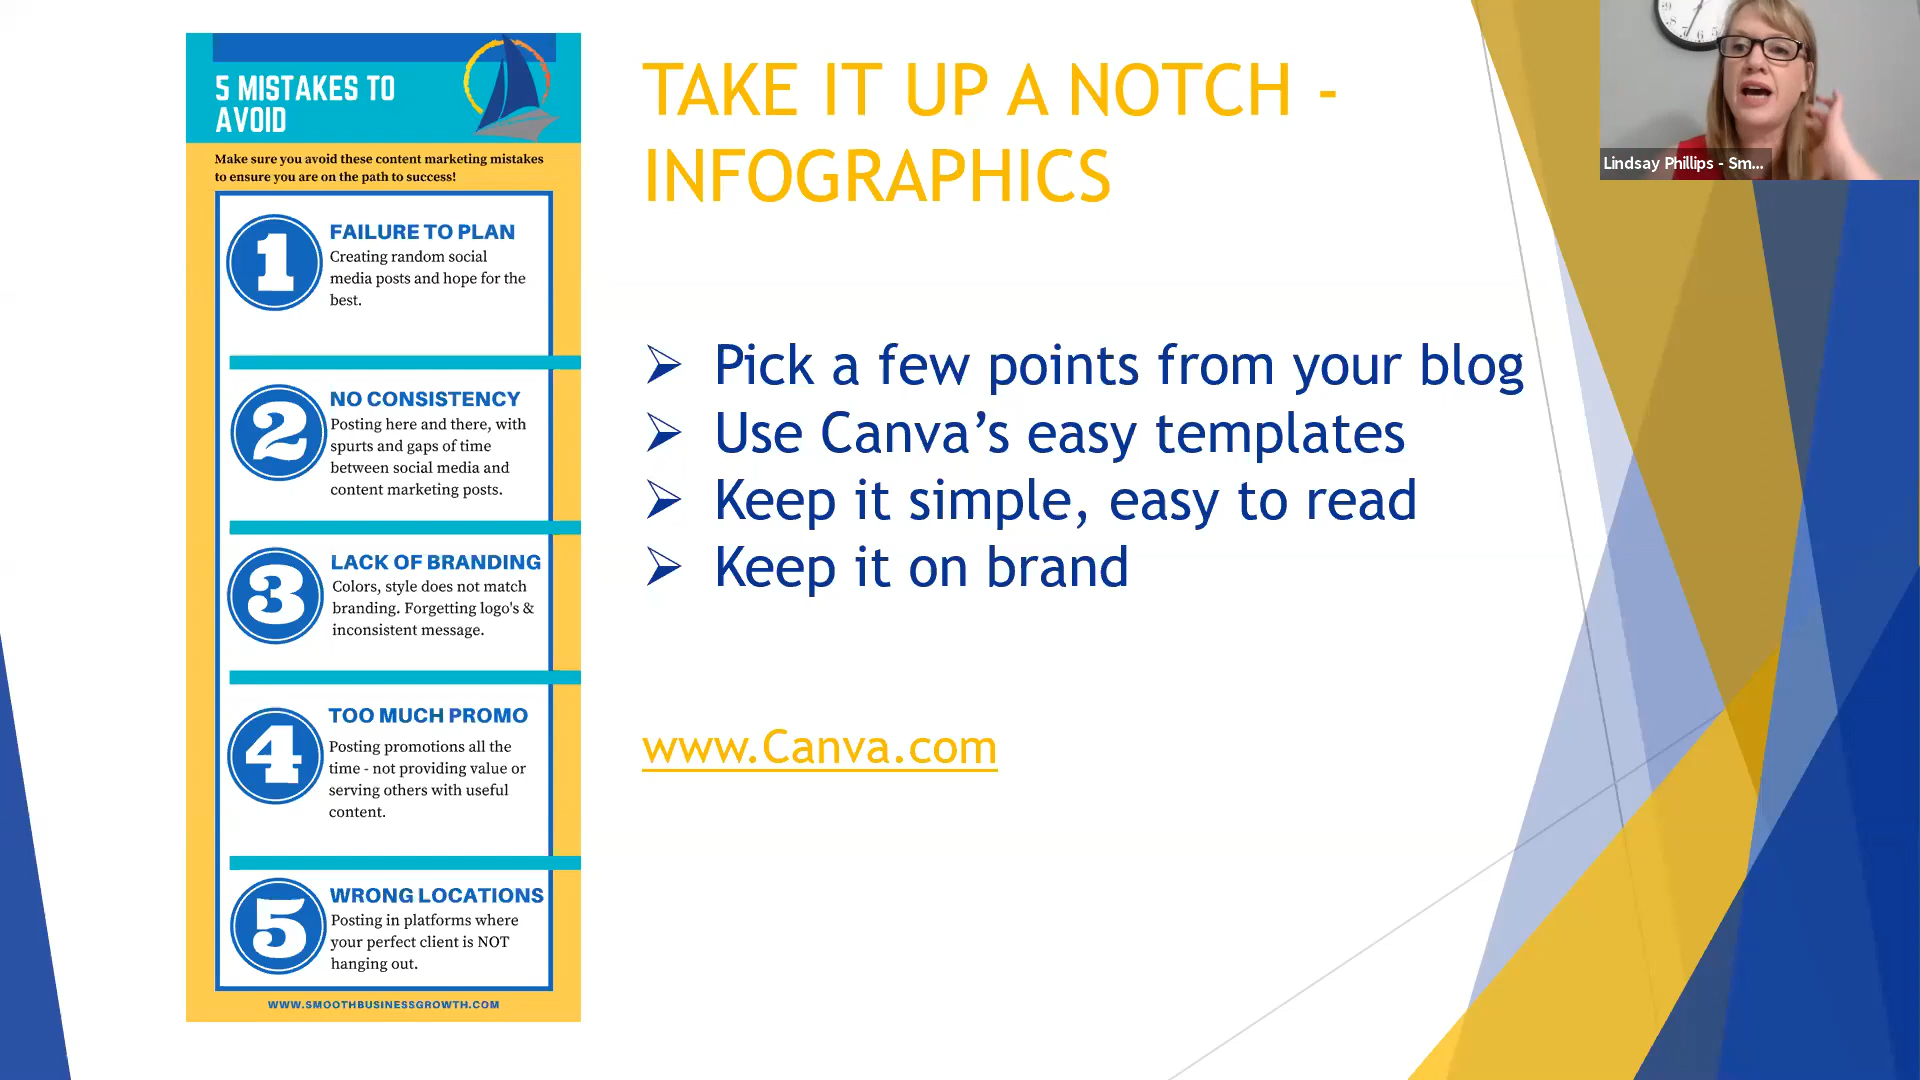 5 MISTAKES TO
AVOID
Make sure you avoid these content marketing mistakes
to ensure you are on the path to success!
1
FAILURE TO PLAN
Creating random social
media posts and hope for the
best.
2
NO CONSISTENCY
Posting here and there, with
spurts and gaps of time
between social media and
content marketing posts.
3
LACK OF BRANDING
Colors, style does not match
branding. Forgetting logo's &
inconsistent message.
4
TOO MUCH PROMO
Posting promotions all the
time - not providing value or
serving others with useful
content.
5
WRONG LOCATIONS
Posting in platforms where
your perfect client is NOT
hanging out.
WWW.SMOOTHBUSINESSGROWTH.COM
TAKE IT UP A NOTCH -
INFOGRAPHICS
➢ Pick a few points from your blog
➢ Use Canva’s easy templates
➢ Keep it simple, easy to read
➢ Keep it on brand
www.Canva.com
Lindsay Phillips - Sm...